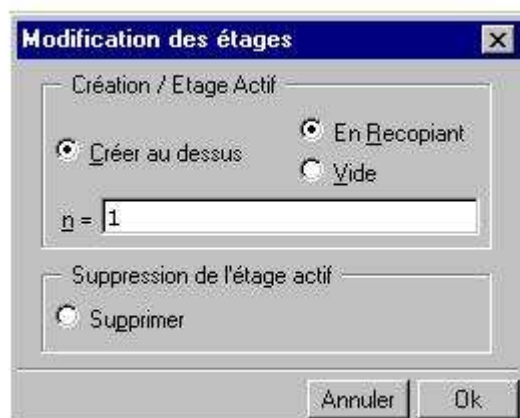 Modification des étages
Création / Etage Actif
Créer au dessus
En Recopiant
Vide
n = 1
Suppression de l'étage actif
Supprimer
Annuler
Ok